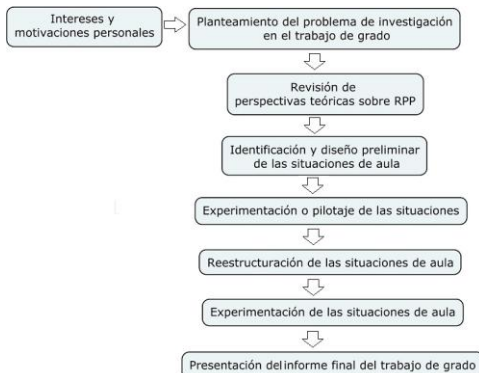 Intereses y
motivaciones personales
Planteamiento del problema de investigación
en el trabajo de grado
Revisión de
perspectivas teóricas sobre RPP
Identificación y diseño preliminar
de las situaciones de aula
Experimentación o pilotaje de las situaciones
Reestructuración de las situaciones de aula
Experimentación de las situaciones de aula
Presentación del informe final del trabajo de grado